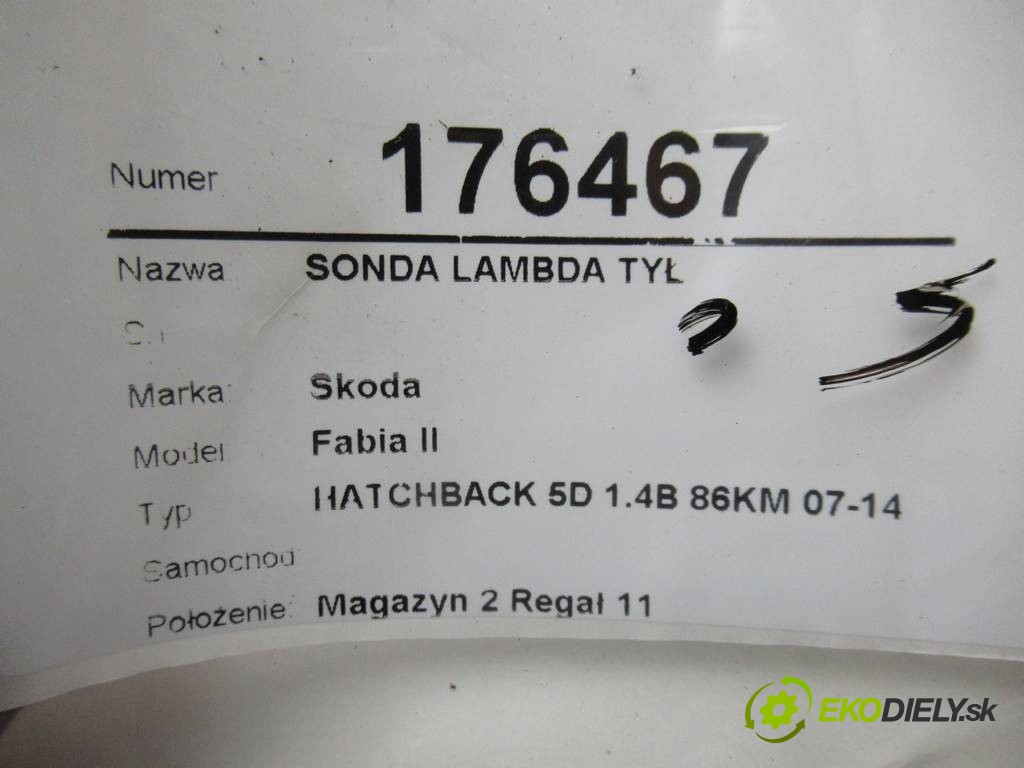 Numer 176467
Nazwa SONDA LAMBDA TYŁ
Marka: Skoda
Model Fabia II
Typ HATCHBACK 5D 1.4B 86KM 07-14
Samochod
Położenie: Magazyn 2 Regał 11
EKODIELY.sk